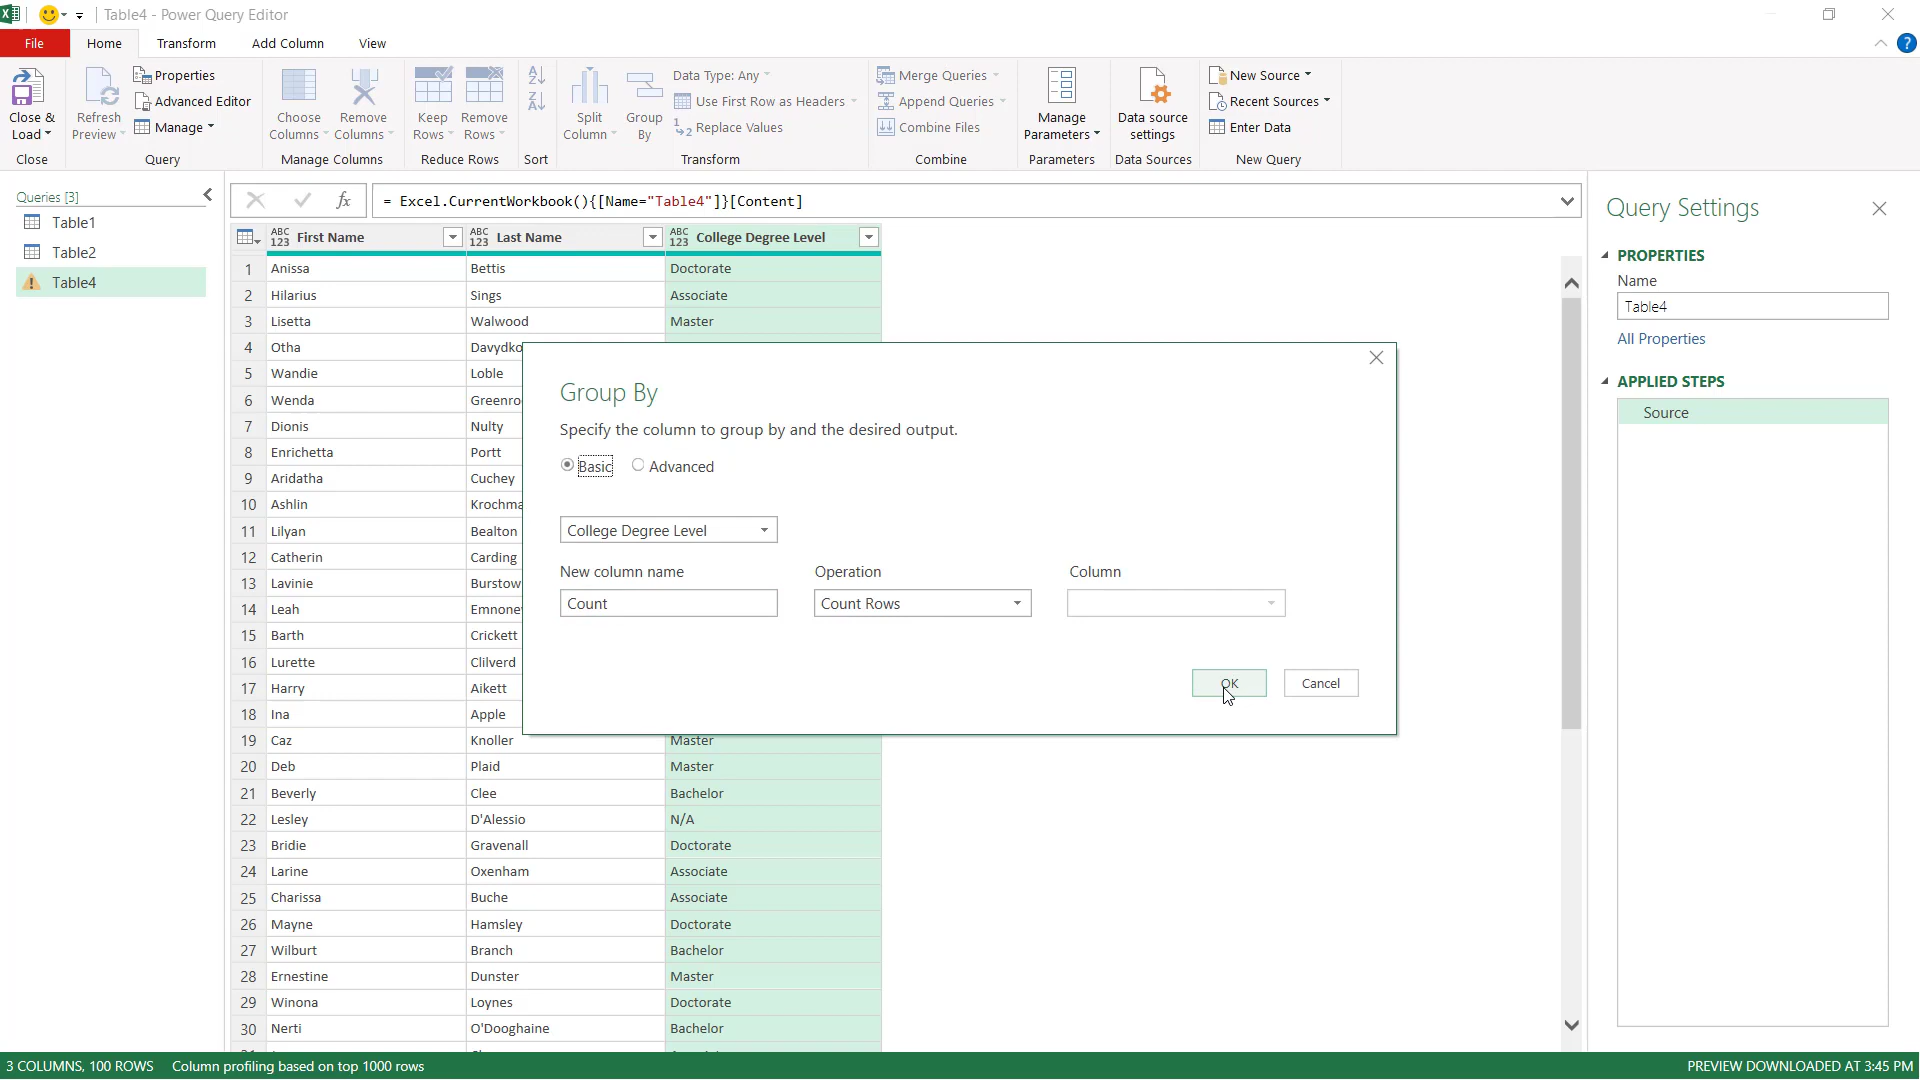 Table4 - Power Query Editor
File Home Transform Add Column View
Close & Load
Close
Refresh Preview
Properties
Advanced Editor
Manage
Query
Choose Columns
Remove Columns
Manage Columns
Keep Rows
Remove Rows
Reduce Rows
Sort
Split Column
Group By
Data Type: Any
Use First Row as Headers
Replace Values
Transform
Merge Queries
Append Queries
Combine Files
Combine
Manage Parameters
Parameters
Data source settings
Data Sources
New Source
Recent Sources
Enter Data
New Query
Queries [3]
Table1
Table2
Table4
fx = Excel.CurrentWorkbook(){[Name="Table4"]}[Content]
ABC 123 First Name ABC 123 Last Name ABC 123 College Degree Level
1 Anissa Bettis Doctorate
2 Hilarius Sings Associate
3 Lisetta Walwood Master
4 Otha Davydko
5 Wandie Loble
6 Wenda Greenro
7 Dionis Nulty
8 Enrichetta Portt
9 Aridatha Cuchey
10 Ashlin Krochma
11 Lilyan Bealton
12 Catherin Carding
13 Lavinie Burstow
14 Leah Emnone
15 Barth Crickett
16 Lurette Clilverd
17 Harry Aikett
18 Ina Apple
19 Caz Knoller Master
20 Deb Plaid Master
21 Beverly Clee Bachelor
22 Lesley D'Alessio N/A
23 Bridie Gravenall Doctorate
24 Larine Oxenham Associate
25 Charissa Buche Associate
26 Mayne Hamsley Doctorate
27 Wilburt Branch Bachelor
28 Ernestine Dunster Master
29 Winona Loynes Doctorate
30 Nerti O'Dooghaine Bachelor
Group By
Specify the column to group by and the desired output.
Basic Advanced
College Degree Level
New column name Operation Column
Count Count Rows
OK Cancel
Query Settings
PROPERTIES
Name
Table4
All Properties
APPLIED STEPS
Source
3 COLUMNS, 100 ROWS Column profiling based on top 1000 rows
PREVIEW DOWNLOADED AT 3:45 PM